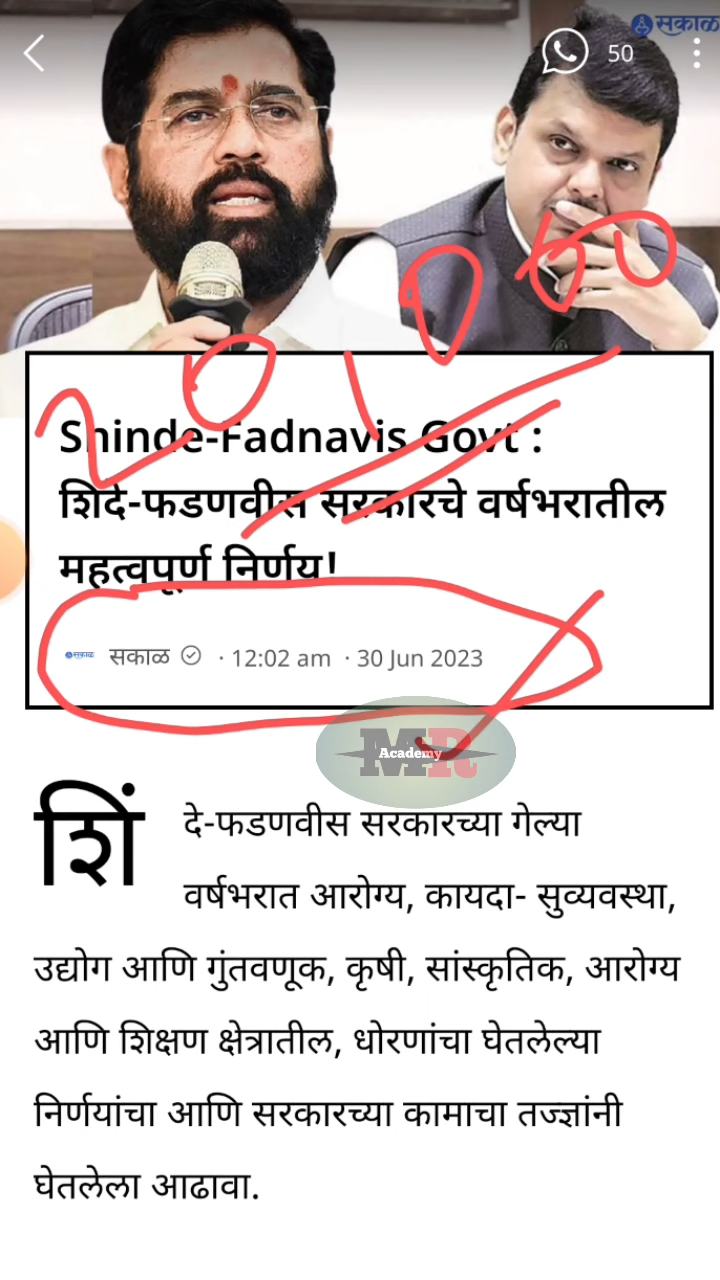 सकाळ
50
20,000
Shinde-Fadnavis Govt :
शिंदे-फडणवीस सरकारचे वर्षभरातील
महत्वपूर्ण निर्णय!
सकाळ · 12:02 am · 30 Jun 2023
MR
Academy
शिंदे-फडणवीस सरकारच्या गेल्या
वर्षभरात आरोग्य, कायदा- सुव्यवस्था,
उद्योग आणि गुंतवणूक, कृषी, सांस्कृतिक, आरोग्य
आणि शिक्षण क्षेत्रातील, धोरणांचा घेतलेल्या
निर्णयांचा आणि सरकारच्या कामाचा तज्ज्ञांनी
घेतलेला आढावा.